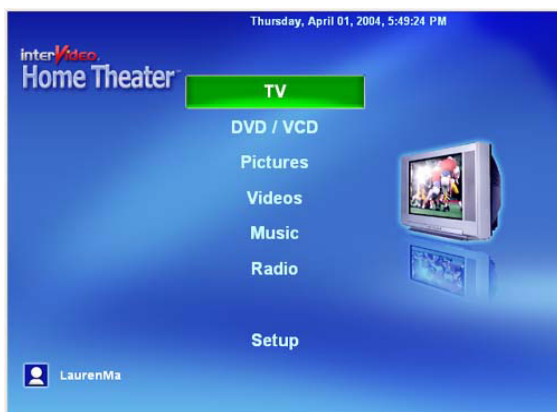 Thursday, April 01, 2004, 5:49:24 PM
interVideo.
Home Theater
TV
DVD / VCD
Pictures
Videos
Music
Radio
Setup
LaurenMa